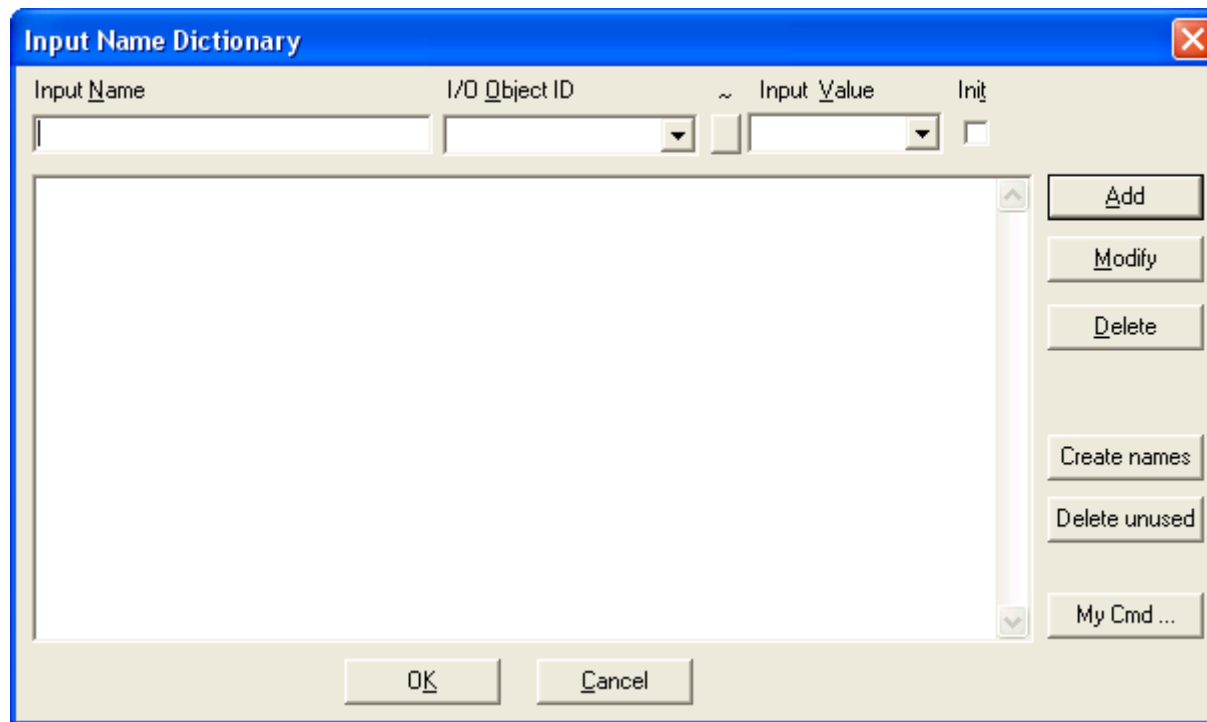 Input Name Dictionary
Input Name I/O Object ID ~ Input Value Init
Add
Modify
Delete
Create names
Delete unused
My Cmd ...
OK Cancel